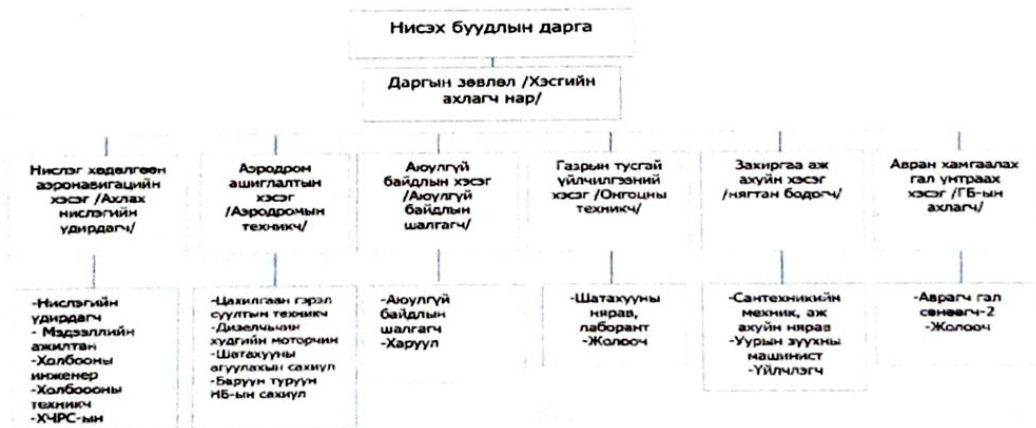 Нисэх буудлын дарга
Даргын зөвлөл /Хэсгийн
ахлагч нар/
Нислэг хөдөлгөөн
аэронавигацийн
хэсэг /Ахлах
нислэгийн
удирдагч/
Аэродрон
ашиглалтын
хэсэг
/Аэродромын
техникч/
Аюулгүй
байдлын хэсэг
/Аюулгүй
байдлын
шалгагч/
Газрын тусгай
үйлчилгээний
хэсэг /Онгоцны
техникч/
Захиргаа аж
ахуйн хэсэг
/нягтлан бодогч/
Авран хамгаалах
гал унтраах
хэсэг /ГБ-ын
ахлагч/
-Нислэгийн
удирдагч
- Мэдээллийн
ажилтан
-Холбооны
инженер
-Холбоооны
техникч
-ХЧРС-ын
-Цахилгаан гэрэл
суултын техникч
-Дизельчин
худгийн моторчин
-Шатахууны
агуулахын сахиул
-Баруун туруун
НБ-ын сахиул
-Аюулгүй
байдлын
шалгагч
-Харуул
-Шатахууны
нярав,
лаборант
-Жолооч
-Сантехникийн
мехник, аж
ахуйн нярав
-Уурын зуухны
машинист
-Үйлчлэгч
-Аврагч гал
сөнөөгч-2
-Жолооч